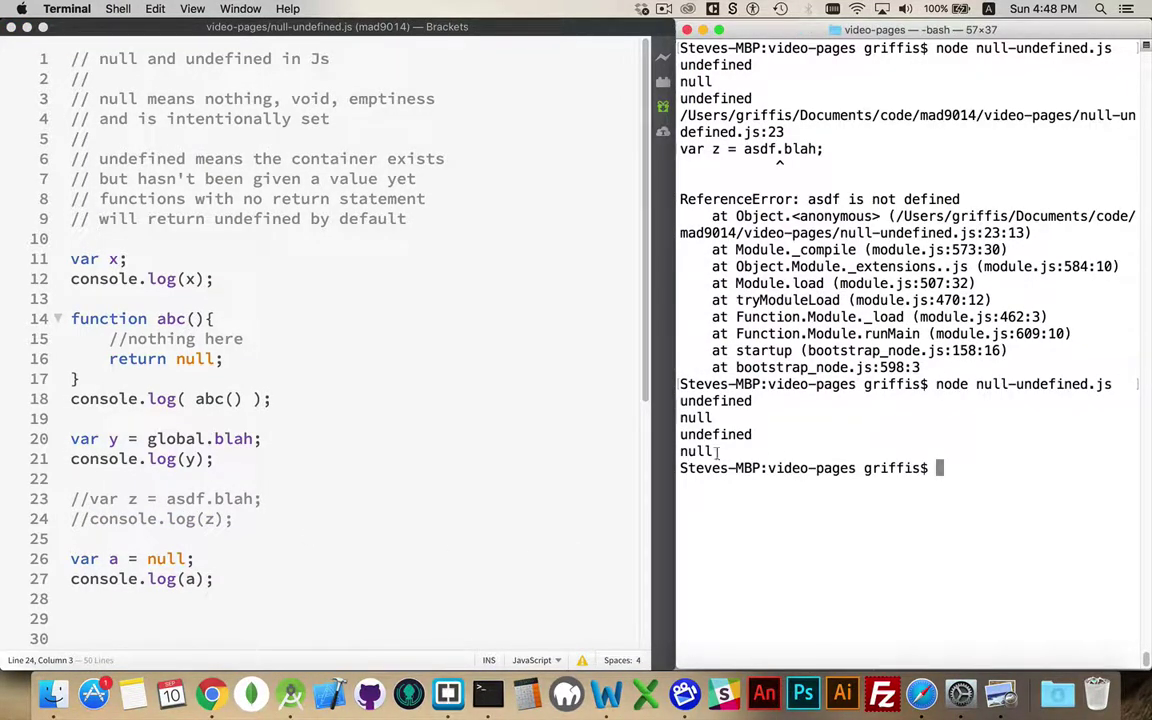 Terminal Shell Edit View Window Help 100% A Sun 4:48 PM
video-pages/null-undefined.js (mad9014) — Brackets
1 // null and undefined in Js
2 //
3 // null means nothing, void, emptiness
4 // and is intentionally set
5 //
6 // undefined means the container exists
7 // but hasn't been given a value yet
8 // functions with no return statement
9 // will return undefined by default
10
11 var x;
12 console.log(x);
13
14 function abc(){
15 //nothing here
16 return null;
17 }
18 console.log( abc() );
19
20 var y = global.blah;
21 console.log(y);
22
23 //var z = asdf.blah;
24 //console.log(z);
25
26 var a = null;
27 console.log(a);
28
29
30
Line 24, Column 3 — 50 Lines INS JavaScript Spaces: 4
video-pages — -bash — 57×37
Steves-MBP:video-pages griffis$ node null-undefined.js
undefined
null
undefined
/Users/griffis/Documents/code/mad9014/video-pages/null-un
defined.js:23
var z = asdf.blah;
^
ReferenceError: asdf is not defined
at Object.<anonymous> (/Users/griffis/Documents/code/
mad9014/video-pages/null-undefined.js:23:13)
at Module._compile (module.js:573:30)
at Object.Module._extensions..js (module.js:584:10)
at Module.load (module.js:507:32)
at tryModuleLoad (module.js:470:12)
at Function.Module._load (module.js:462:3)
at Function.Module.runMain (module.js:609:10)
at startup (bootstrap_node.js:158:16)
at bootstrap_node.js:598:3
Steves-MBP:video-pages griffis$ node null-undefined.js
undefined
null
undefined
null
Steves-MBP:video-pages griffis$
1 SEP 10 W X S An Ps Ai Fz